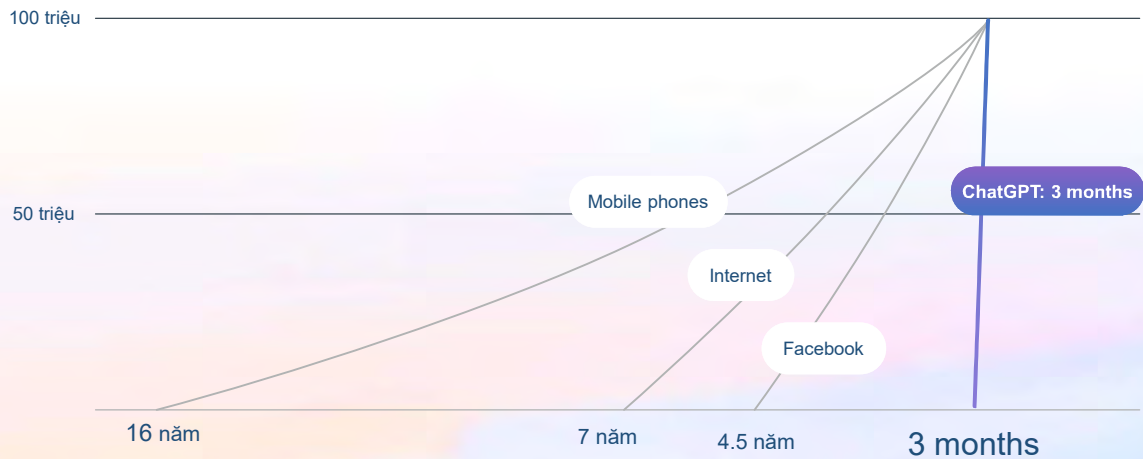 100 triệu
50 triệu
Mobile phones
ChatGPT: 3 months
Internet
Facebook
16 năm
7 năm
4.5 năm
3 months